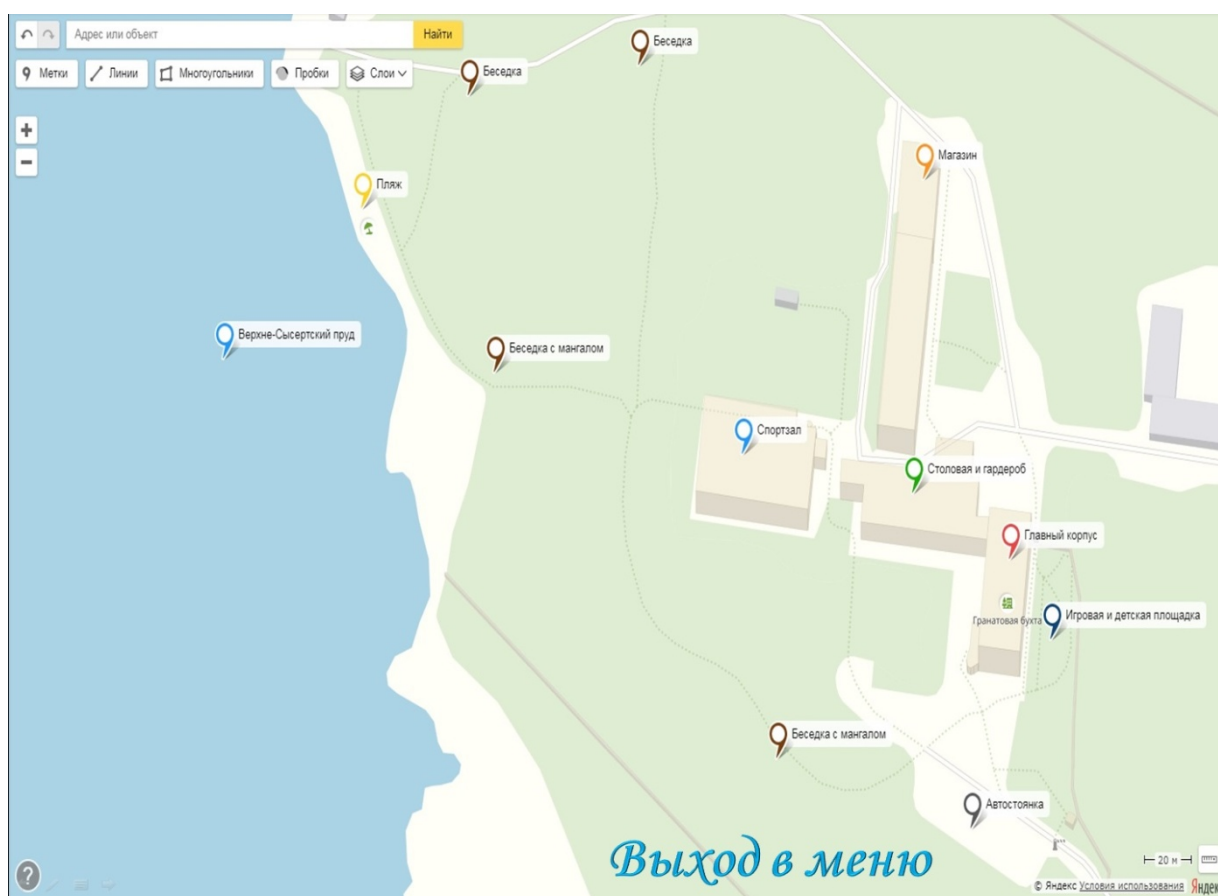 Адрес или объект
Найти
Метки
Линии
Многоугольники
Пробки
Слои
Беседка
Беседка
+
Магазин
−
Пляж
Верхне-Сысертский пруд
Беседка с мангалом
Спортзал
Столовая и гардероб
Главный корпус
Игровая и детская площадка
Гранатовая бухта
Беседка с мангалом
Автостоянка
Выход в меню
20 м
?
© Яндекс Условия использования
Яндек